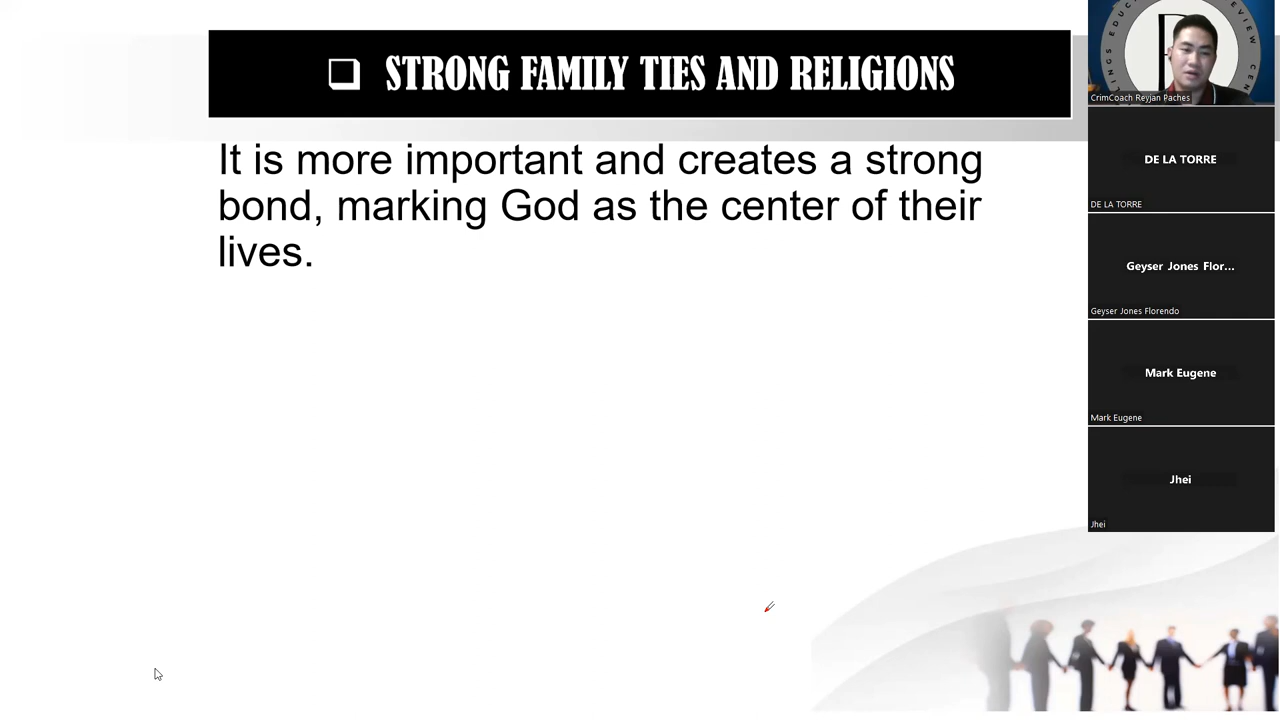 STRONG FAMILY TIES AND RELIGIONS
It is more important and creates a strong
bond, marking God as the center of their
lives.
CrimCoach Reyjan Paches
DE LA TORRE
DE LA TORRE
Geyser Jones Flor...
Geyser Jones Florendo
Mark Eugene
Mark Eugene
Jhei
Jhei